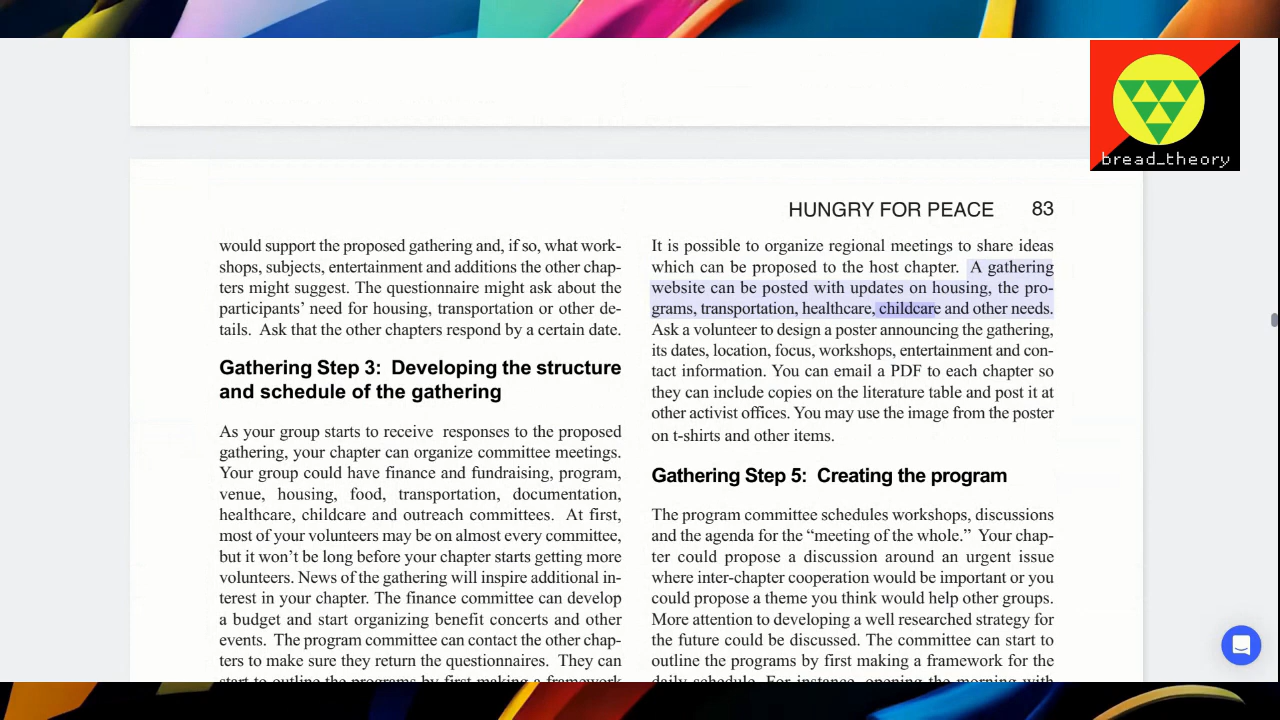 bread_theory
HUNGRY FOR PEACE 83
would support the proposed gathering and, if so, what work-
shops, subjects, entertainment and additions the other chap-
ters might suggest. The questionnaire might ask about the
participants’ need for housing, transportation or other de-
tails. Ask that the other chapters respond by a certain date.
Gathering Step 3: Developing the structure
and schedule of the gathering
As your group starts to receive responses to the proposed
gathering, your chapter can organize committee meetings.
Your group could have finance and fundraising, program,
venue, housing, food, transportation, documentation,
healthcare, childcare and outreach committees. At first,
most of your volunteers may be on almost every committee,
but it won’t be long before your chapter starts getting more
volunteers. News of the gathering will inspire additional in-
terest in your chapter. The finance committee can develop
a budget and start organizing benefit concerts and other
events. The program committee can contact the other chap-
ters to make sure they return the questionnaires. They can
start to outline the programs by first making a framework
It is possible to organize regional meetings to share ideas
which can be proposed to the host chapter. A gathering
website can be posted with updates on housing, the pro-
grams, transportation, healthcare, childcare and other needs.
Ask a volunteer to design a poster announcing the gathering,
its dates, location, focus, workshops, entertainment and con-
tact information. You can email a PDF to each chapter so
they can include copies on the literature table and post it at
other activist offices. You may use the image from the poster
on t-shirts and other items.
Gathering Step 5: Creating the program
The program committee schedules workshops, discussions
and the agenda for the “meeting of the whole.” Your chap-
ter could propose a discussion around an urgent issue
where inter-chapter cooperation would be important or you
could propose a theme you think would help other groups.
More attention to developing a well researched strategy for
the future could be discussed. The committee can start to
outline the programs by first making a framework for the
daily schedule. For instance, opening the morning with